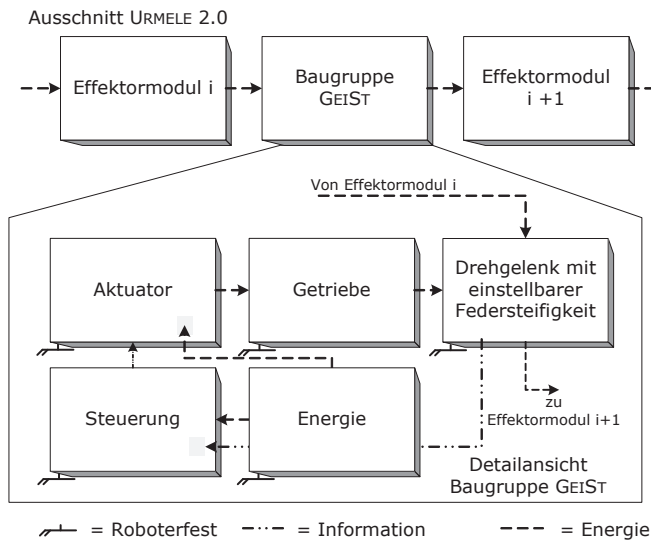 Ausschnitt URMELE 2.0
Effektormodul i
Baugruppe
GEIST
Effektormodul
i +1
Von Effektormodul i
Aktuator
Getriebe
Drehgelenk mit
einstellbarer
Federsteifigkeit
Steuerung
Energie
zu
Effektormodul i+1
Detailansicht
Baugruppe GEIST
= Roboterfest
= Information
= Energie